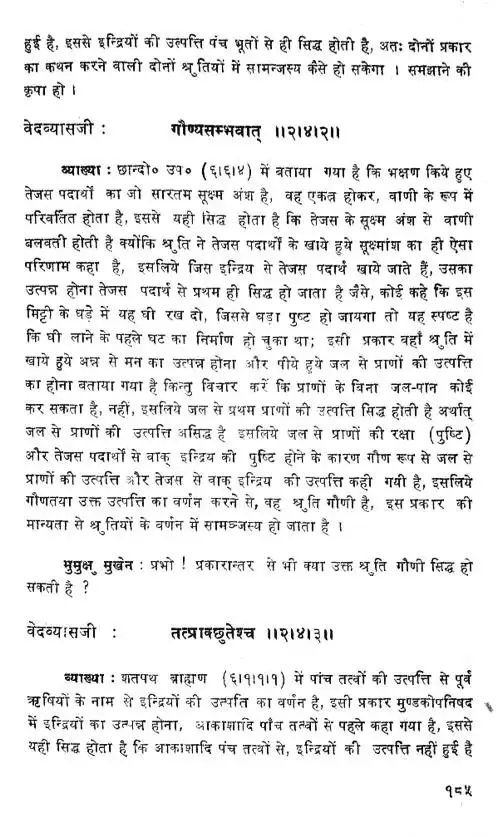 हुई है, इससे इन्द्रियों की उत्पत्ति पंच भूतों से ही सिद्ध होती है, अतः दोनों प्रकार
का कथन करने वाली दोनों श्रुतियों में सामन्जस्य कैसे हो सकेगा । समझाने की
कृपा हो ।
वेदव्यासजी : गौण्यसम्भवात् ।।२।४।२।।
व्याख्या : छान्दो० उप० (६।६।४) में बताया गया है कि भक्षण किये हुए
तेजस पदार्थों का जो सारतम सूक्ष्म अंश है, वह एकत्र होकर, वाणी के रूप में
परिवर्तित होता है, इससे यही सिद्ध होता है कि तेजस के सूक्ष्म अंश से वाणी
बलवती होती है क्योंकि श्रुति ने तेजस पदार्थों के खाये हुये सूक्ष्मांश का ही ऐसा
परिणाम कहा है, इसलिये जिस इन्द्रिय से तेजस पदार्थ खाये जाते हैं, उसका
उत्पन्न होना तेजस पदार्थ से प्रथम ही सिद्ध हो जाता है जैसे, कोई कहे कि इस
मिट्टी के घड़े में यह घी रख दो, जिससे घड़ा पुष्ट हो जायगा तो यह स्पष्ट है
कि घी लाने के पहले घट का निर्माण हो चुका था; इसी प्रकार वहाँ श्रुति में
खाये हुये अन्न से मन का उत्पन्न होना और पीये हुये जल से प्राणों की उत्पत्ति
का होना बताया गया है किन्तु विचार करें कि प्राणों के बिना जल-पान कोई
कर सकता है, नहीं, इसलिये जल से प्रथम प्राणों की उत्पत्ति सिद्ध होती है अर्थात्
जल से प्राणों की उत्पत्ति असिद्ध है इसलिये जल से प्राणों की रक्षा (पुष्टि)
और तेजस पदार्थों से वाक् इन्द्रिय की पुष्टि होने के कारण गौण रूप से जल से
प्राणों की उत्पत्ति और तेजस से वाक् इन्द्रिय की उत्पत्ति कही गयी है, इसलिये
गौणतया उक्त उत्पत्ति का वर्णन करने से, वह श्रुति गौणी है, इस प्रकार की
मान्यता से श्रुतियों के वर्णन में सामञ्जस्य हो जाता है ।
मुमुक्षु मुखेन : प्रभो ! प्रकारान्तर से भी क्या उक्त श्रुति गौणी सिद्ध हो
सकती है ?
वेदव्यासजी : तत्प्राक्छ्रुतेश्च ।।२।४।३।।
व्याख्या : शतपथ ब्राह्मण (६।१।१।१) में पांच तत्वों की उत्पत्ति से पूर्व
ऋषियों के नाम से इन्द्रियों की उत्पति का वर्णन है, इसी प्रकार मुण्डकोपनिषद
में इन्द्रियों का उत्पन्न होना, आकाशादि पाँच तत्वों से पहले कहा गया है, इससे
यही सिद्ध होता है कि आकाशादि पंच तत्वों से, इन्द्रियों की उत्पत्ति नहीं हुई है
१८५